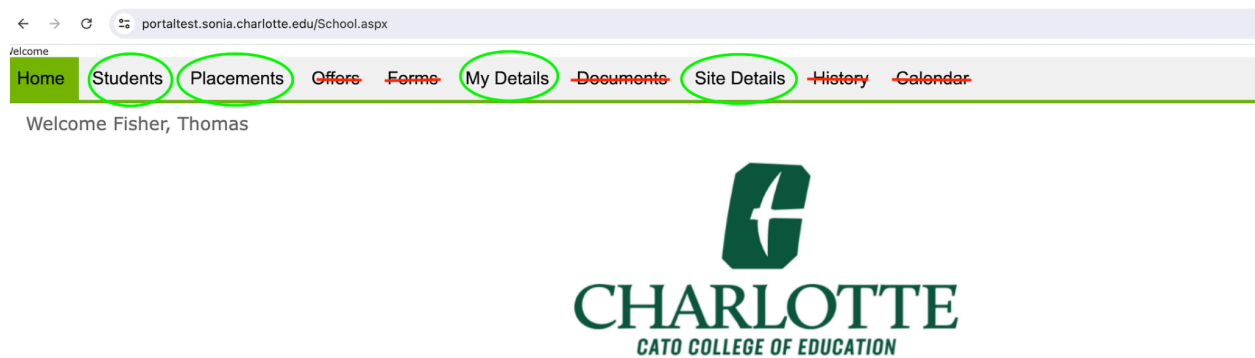 portaltest.sonia.charlotte.edu/School.aspx
Welcome
Home Students Placements Offers Forms My Details Documents Site Details History Calendar
Welcome Fisher, Thomas
CHARLOTTE
CATO COLLEGE OF EDUCATION